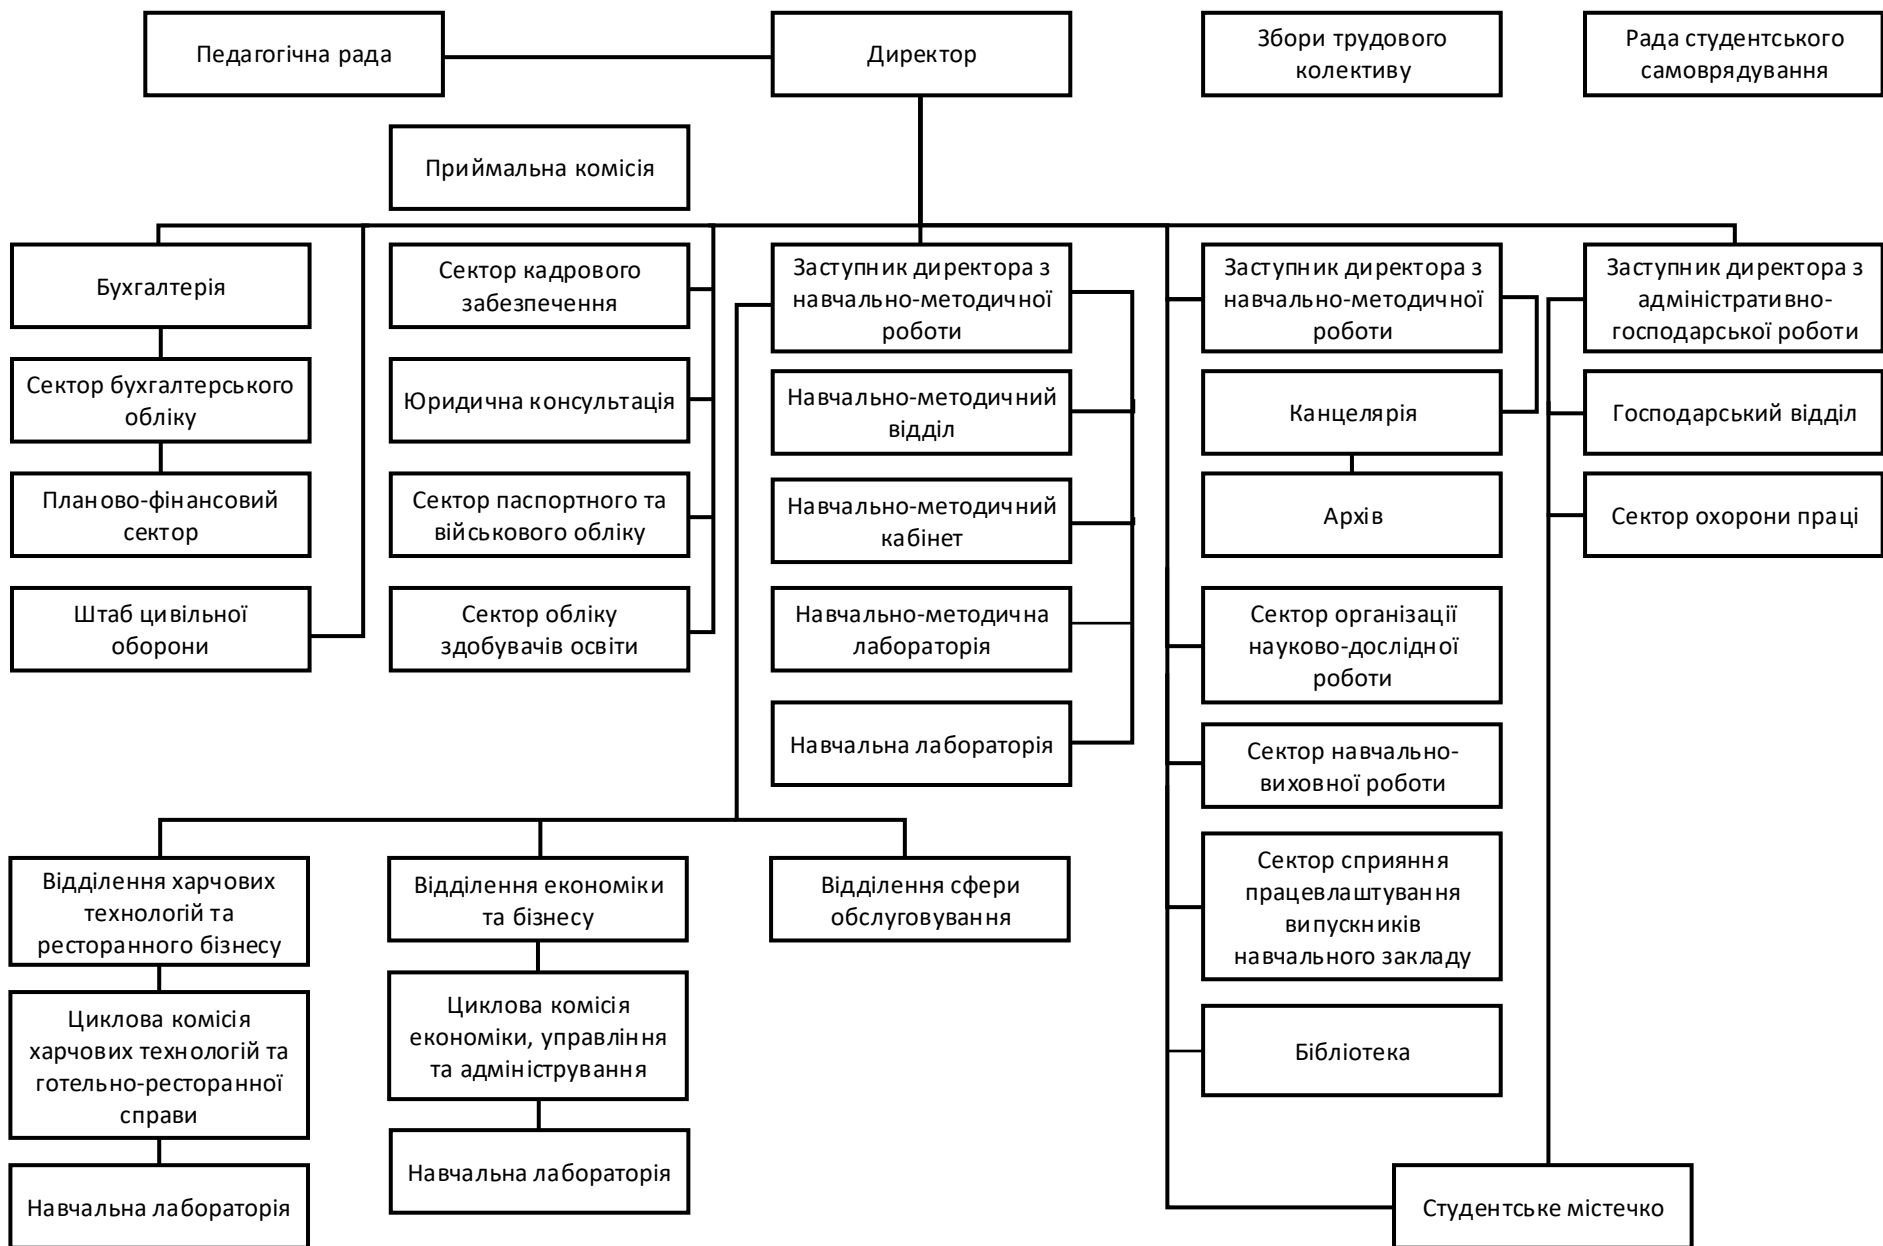 Педагогічна рада
Директор
Збори трудового
колективу
Рада студентського
самоврядування
Приймальна комісія
Бухгалтерія
Сектор кадрового
забезпечення
Заступник директора з
навчально-методичної
роботи
Заступник директора з
навчально-методичної
роботи
Заступник директора з
адміністративно-
господарської роботи
Сектор бухгалтерського
обліку
Юридична консультація
Навчально-методичний
відділ
Канцелярія
Господарський відділ
Планово-фінансовий
сектор
Сектор паспортного та
військового обліку
Навчально-методичний
кабінет
Архів
Сектор охорони праці
Штаб цивільної
оборони
Сектор обліку
здобувачів освіти
Навчально-методична
лабораторія
Сектор організації
науково-дослідної
роботи
Навчальна лабораторія
Сектор навчально-
виховної роботи
Відділення харчових
технологій та
ресторанного бізнесу
Відділення економіки
та бізнесу
Відділення сфери
обслуговування
Сектор сприяння
працевлаштування
випускників
навчального закладу
Циклова комісія
харчових технологій та
готельно-ресторанної
справи
Циклова комісія
економіки, управління
та адміністрування
Бібліотека
Навчальна лабораторія
Навчальна лабораторія
Студентське містечко